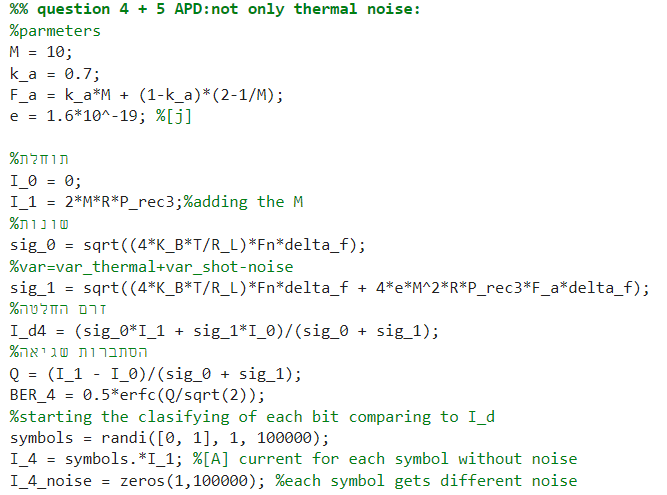 %% question 4 + 5 APD:not only thermal noise:
%parmeters
M = 10;
k_a = 0.7;
F_a = k_a*M + (1-k_a)*(2-1/M);
e = 1.6*10^-19; %[j]
%תוחלת
I_0 = 0;
I_1 = 2*M*R*P_rec3;%adding the M
%שונות
sig_0 = sqrt((4*K_B*T/R_L)*Fn*delta_f);
%var=var_thermal+var_shot-noise
sig_1 = sqrt((4*K_B*T/R_L)*Fn*delta_f + 4*e*M^2*R*P_rec3*F_a*delta_f);
%זרם החלטה
I_d4 = (sig_0*I_1 + sig_1*I_0)/(sig_0 + sig_1);
%הסתברות שגיאה
Q = (I_1 - I_0)/(sig_0 + sig_1);
BER_4 = 0.5*erfc(Q/sqrt(2));
%starting the clasifying of each bit comparing to I_d
symbols = randi([0, 1], 1, 100000);
I_4 = symbols.*I_1; %[A] current for each symbol without noise
I_4_noise = zeros(1,100000); %each symbol gets different noise